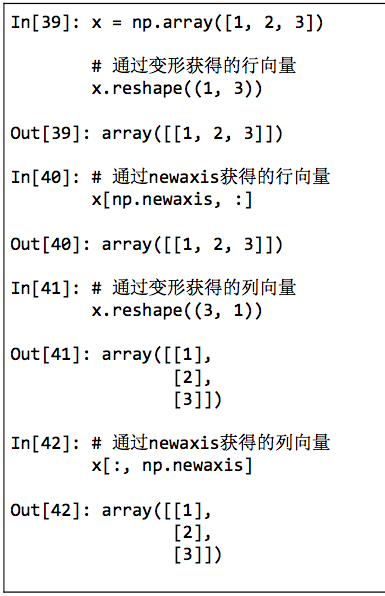 In[39]: x = np.array([1, 2, 3])
# 通过变形获得的行向量
x.reshape((1, 3))
Out[39]: array([[1, 2, 3]])
In[40]: # 通过newaxis获得的行向量
x[np.newaxis, :]
Out[40]: array([[1, 2, 3]])
In[41]: # 通过变形获得的列向量
x.reshape((3, 1))
Out[41]: array([[1],
[2],
[3]])
In[42]: # 通过newaxis获得的列向量
x[:, np.newaxis]
Out[42]: array([[1],
[2],
[3]])